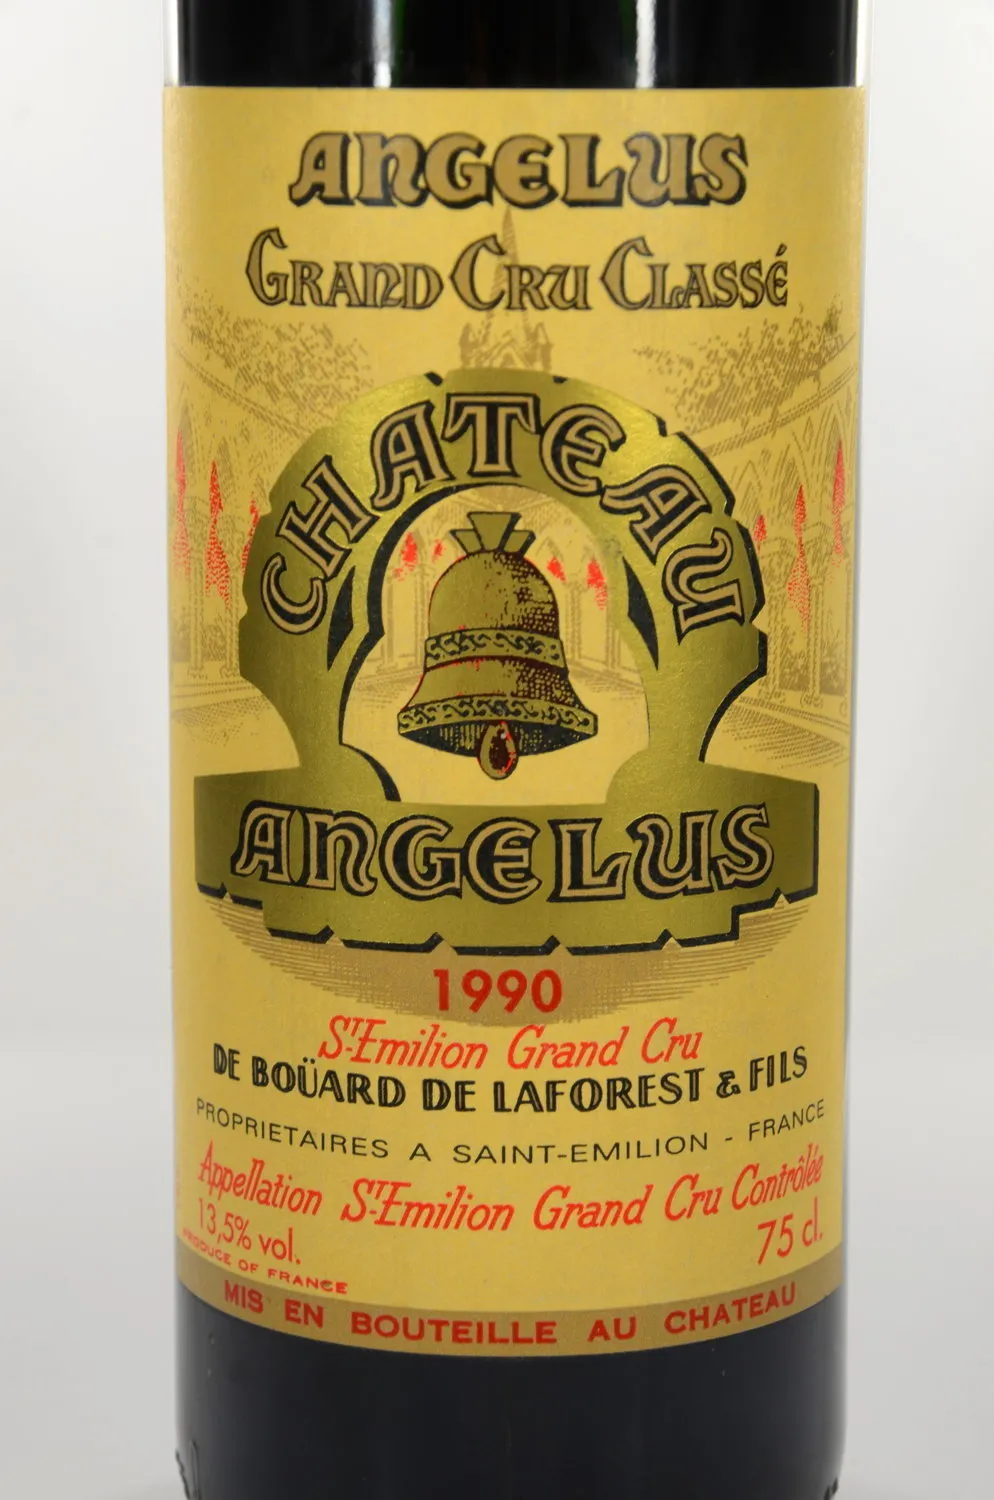 ANGELUS
GRAND CRU CLASSÉ
CHATEAU
ANGELUS
1990
ST-Emilion Grand Cru
DE BOÜARD DE LAFOREST & FILS
PROPRIETAIRES A SAINT-EMILION - FRANCE
Appellation ST-Emilion Grand Cru Contrôlée
13,5% vol. 75 cl.
PRODUCE OF FRANCE
MIS EN BOUTEILLE AU CHATEAU